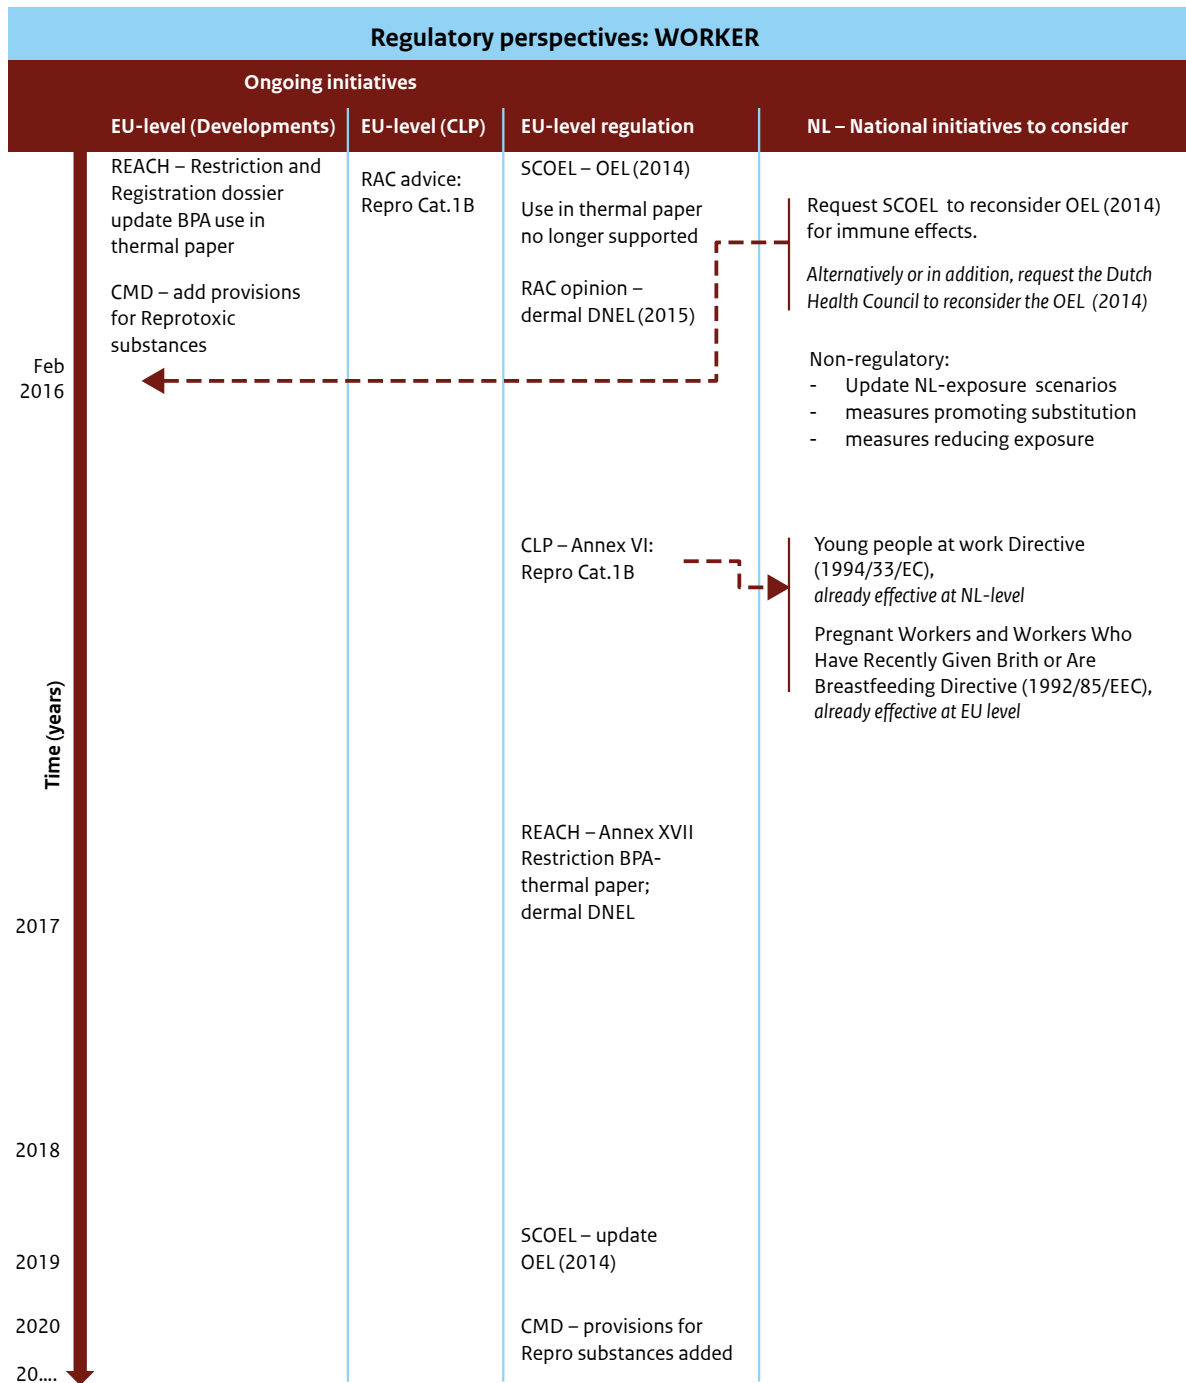 Regulatory perspectives: WORKER
Ongoing initiatives
EU-level (Developments)
EU-level (CLP)
EU-level regulation
NL – National initiatives to consider
REACH – Restriction and
Registration dossier
update BPA use in
thermal paper
CMD – add provisions
for Reprotoxic
substances
RAC advice:
Repro Cat.1B
SCOEL – OEL (2014)
Use in thermal paper
no longer supported
RAC opinion –
dermal DNEL (2015)
Request SCOEL to reconsider OEL (2014)
for immune effects.
Alternatively or in addition, request the Dutch
Health Council to reconsider the OEL (2014)
Non-regulatory:
- Update NL-exposure scenarios
- measures promoting substitution
- measures reducing exposure
Feb
2016
CLP – Annex VI:
Repro Cat.1B
Young people at work Directive
(1994/33/EC),
already effective at NL-level
Pregnant Workers and Workers Who
Have Recently Given Brith or Are
Breastfeeding Directive (1992/85/EEC),
already effective at EU level
Time (years)
REACH – Annex XVII
Restriction BPA-
thermal paper;
dermal DNEL
2017
2018
SCOEL – update
OEL (2014)
2019
2020
CMD – provisions for
Repro substances added
20....